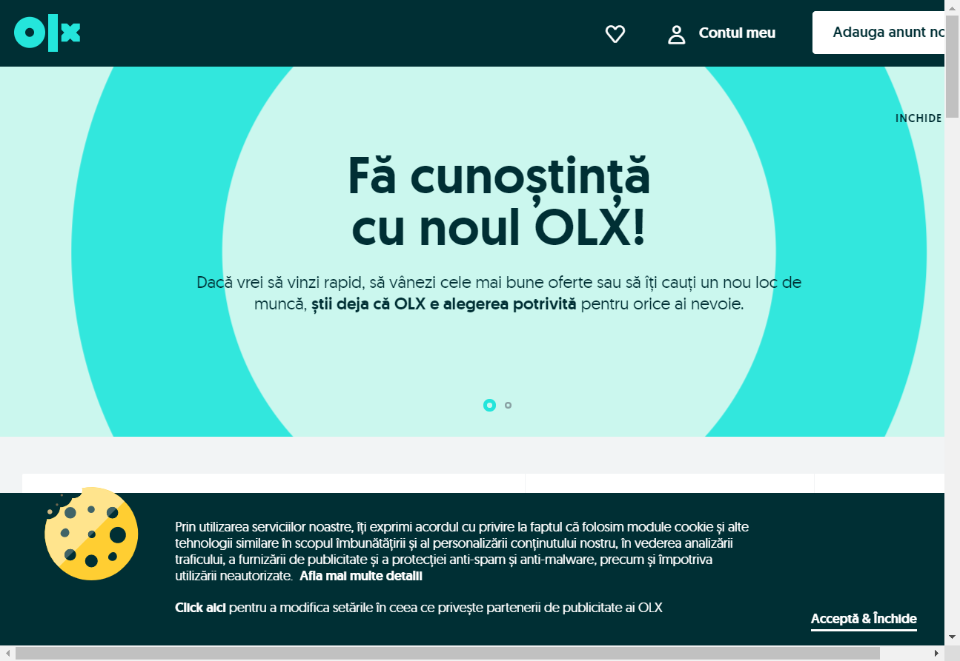 olx
Contul meu
Adauga anunt no
INCHIDE
Fă cunoștință
cu noul OLX!
Dacă vrei să vinzi rapid, să vânezi cele mai bune oferte sau să îți cauți un nou loc de
muncă, știi deja că OLX e alegerea potrivită pentru orice ai nevoie.
Prin utilizarea serviciilor noastre, îți exprimi acordul cu privire la faptul că folosim module cookie și alte
tehnologii similare în scopul îmbunătățirii și al personalizării conținutului nostru, în vederea analizării
traficului, a furnizării de publicitate și a protecției anti-spam și anti-malware, precum și împotriva
utilizării neautorizate. Afla mai multe detalii
Click aici pentru a modifica setările în ceea ce privește partenerii de publicitate ai OLX
Acceptă & Închide